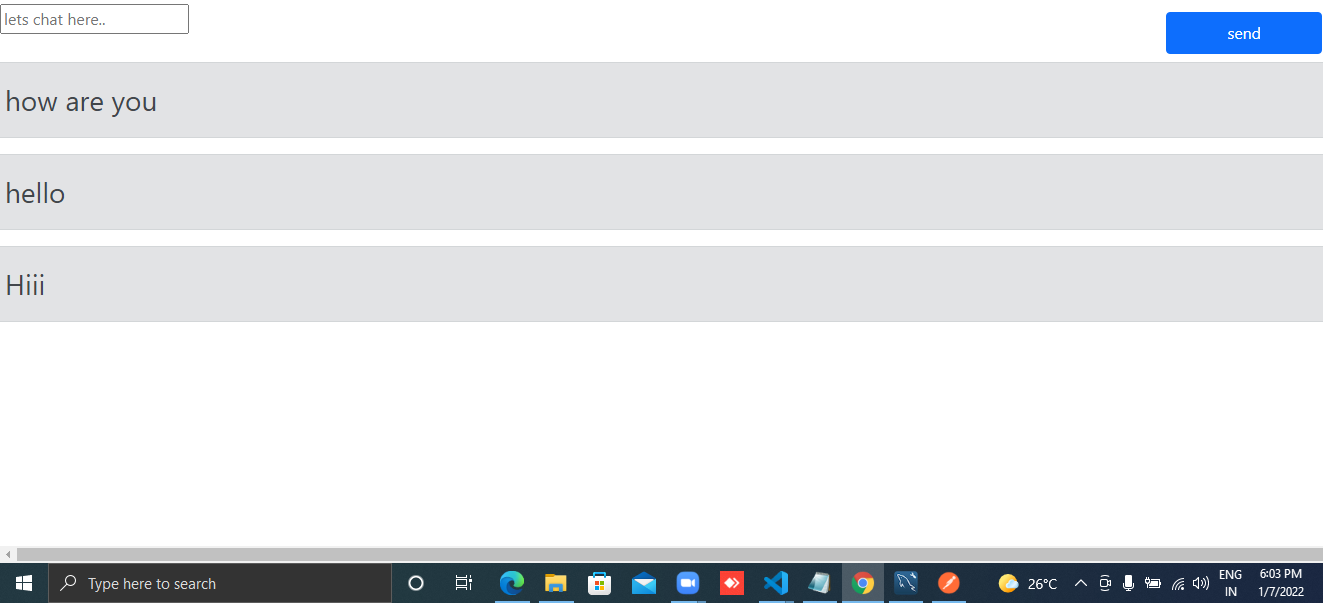 lets chat here..
send
how are you
hello
Hiii
Type here to search
26°C
ENG
IN
6:03 PM
1/7/2022